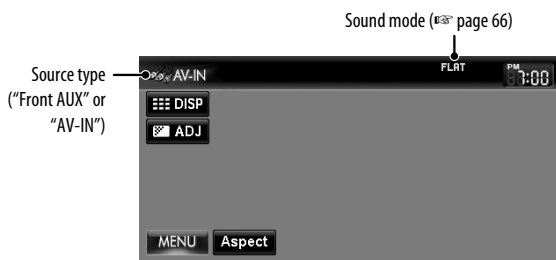 Sound mode (☞ page 66)
Source type
("Front AUX" or
"AV-IN")
AV-IN
FLAT
PM
7:00
DISP
ADJ
MENU
Aspect